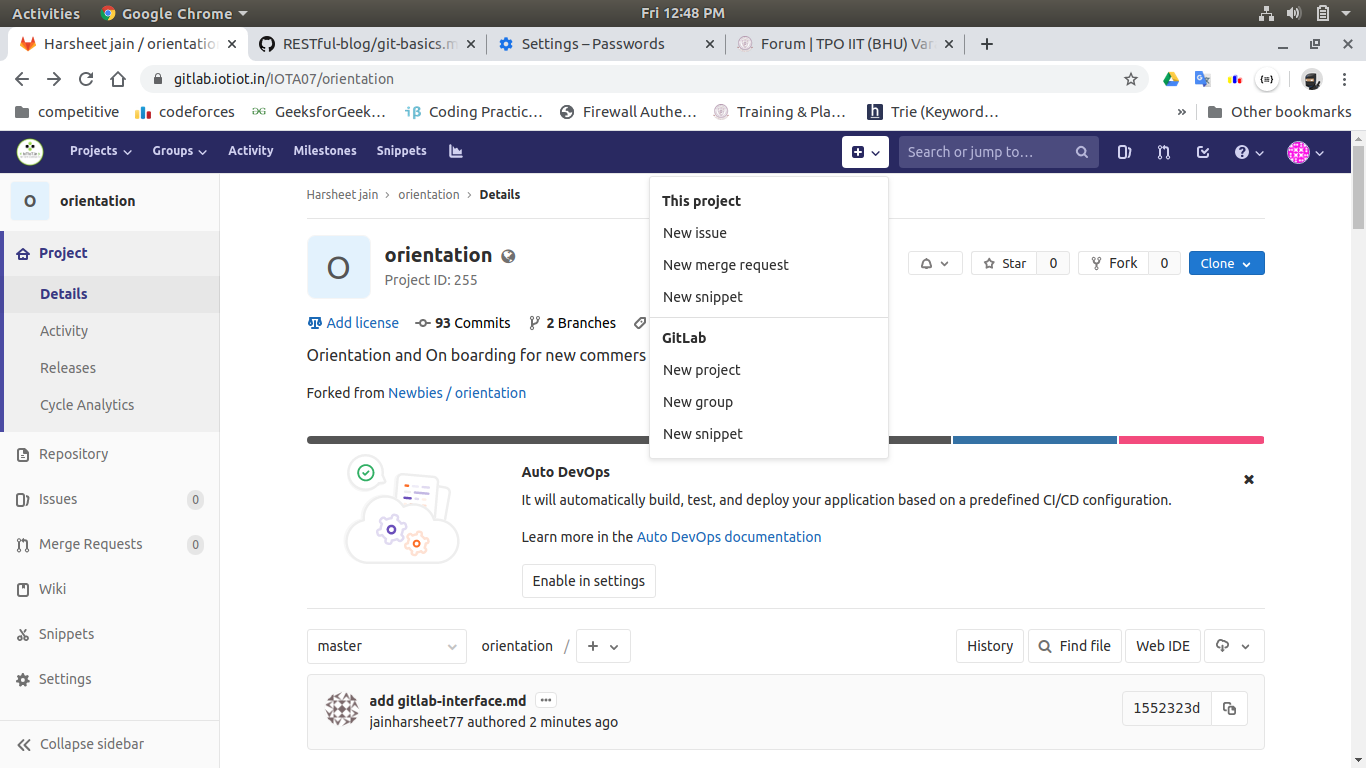 Activities Google Chrome Fri 12:48 PM
Harsheet jain / orientatio RESTful-blog/git-basics.m Settings – Passwords Forum | TPO IIT (BHU) Var
gitlab.iotiot.in/IOTA07/orientation
competitive codeforces GeeksforGeek… Coding Practic… Firewall Authe… Training & Pla… Trie (Keyword… » Other bookmarks
Projects Groups Activity Milestones Snippets Search or jump to…
O orientation
Harsheet jain > orientation > Details
This project
New issue
New merge request
New snippet
GitLab
New project
New group
New snippet
Project
Details
Activity
Releases
Cycle Analytics
Repository
Issues 0
Merge Requests 0
Wiki
Snippets
Settings
Collapse sidebar
O
orientation
Project ID: 255
Star 0 Fork 0 Clone
Add license 93 Commits 2 Branches
Orientation and On boarding for new commers
Forked from Newbies / orientation
Auto DevOps
It will automatically build, test, and deploy your application based on a predefined CI/CD configuration.
Learn more in the Auto DevOps documentation
Enable in settings
master orientation / + History Find file Web IDE
add gitlab-interface.md ...
jainharsheet77 authored 2 minutes ago
1552323d